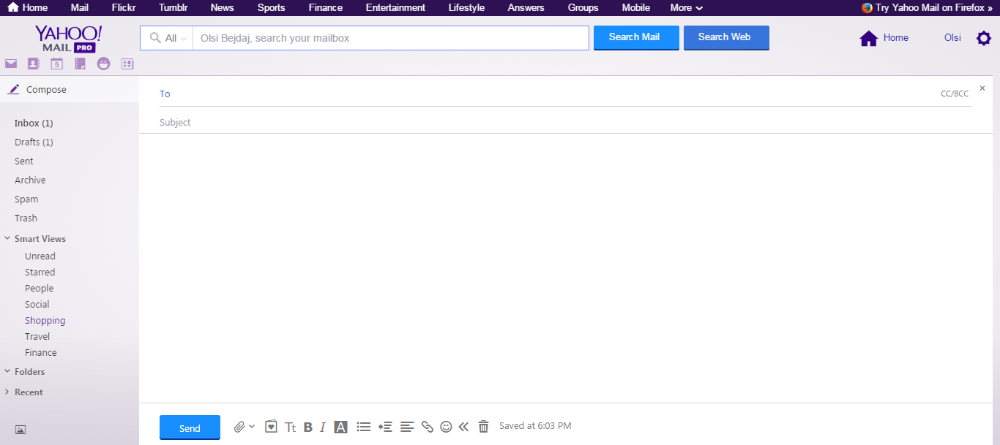 Home Mail Flickr Tumblr News Sports Finance Entertainment Lifestyle Answers Groups Mobile More Try Yahoo Mail on Firefox »
YAHOO!
MAIL PRO
All Olsi Bejdaj, search your mailbox Search Mail Search Web Home Olsi
5
Compose
To CC/BCC ×
Subject
Inbox (1)
Drafts (1)
Sent
Archive
Spam
Trash
Smart Views
Unread
Starred
People
Social
Shopping
Travel
Finance
Folders
Recent
Send Tt B I A Saved at 6:03 PM